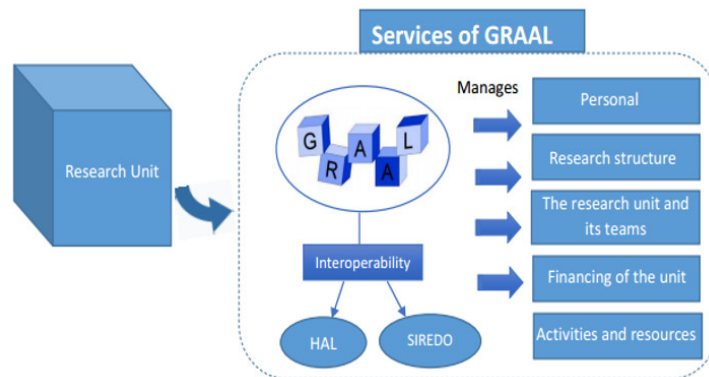 Services of GRAAL
Research Unit
G R A A L
Manages
Personal
Research structure
The research unit and
its teams
Financing of the unit
Activities and resources
Interoperability
HAL
SIREDO